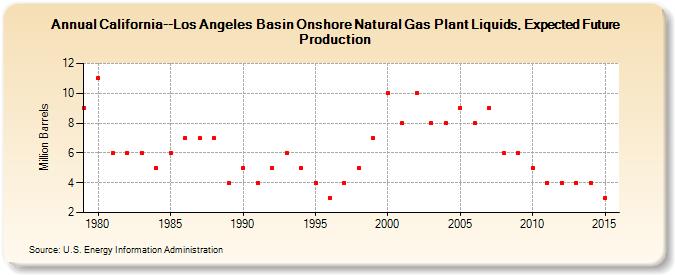 Annual California--Los Angeles Basin Onshore Natural Gas Plant Liquids, Expected Future
Production
Million Barrels
12
10
8
6
4
2
1980 1985 1990 1995 2000 2005 2010 2015
Source: U.S. Energy Information Administration